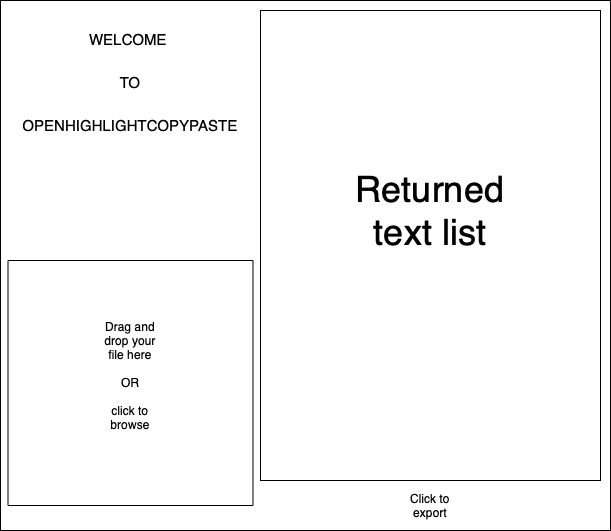 WELCOME
TO
OPENHIGHLIGHTCOPYPASTE
Drag and
drop your
file here
OR
click to
browse
Returned
text list
Click to
export